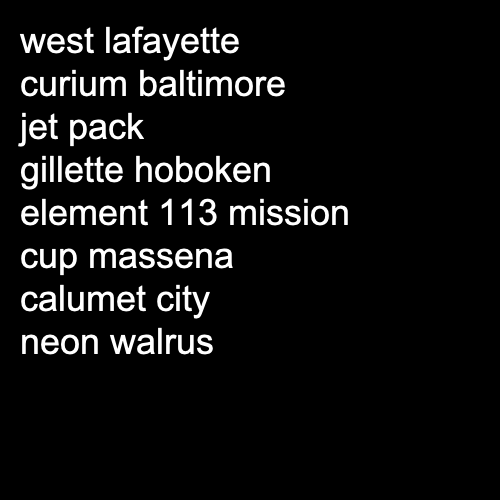 west lafayette
curium baltimore
jet pack
gillette hoboken
element 113 mission
cup massena
calumet city
neon walrus